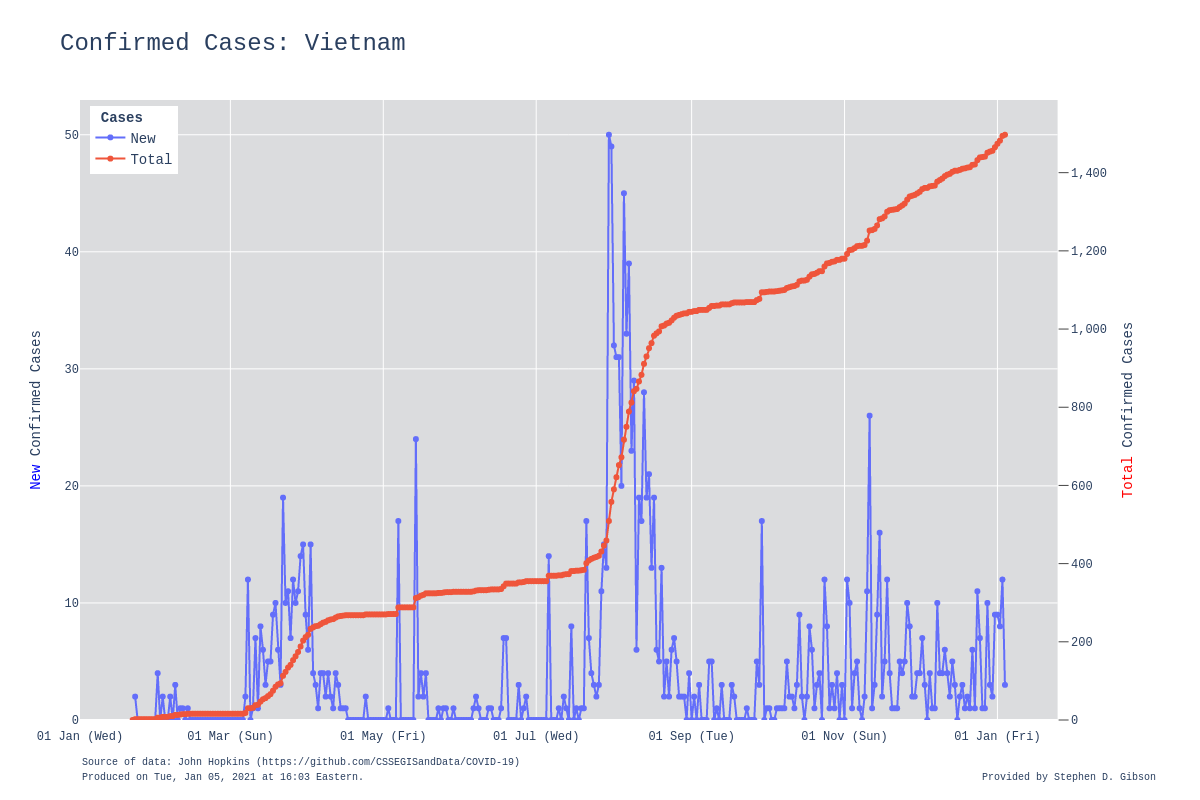 Confirmed Cases: Vietnam
Cases
New
Total
50
40
30
20
10
0
1,400
1,200
1,000
800
600
400
200
0
New Confirmed Cases
Total Confirmed Cases
01 Jan (Wed) 01 Mar (Sun) 01 May (Fri) 01 Jul (Wed) 01 Sep (Tue) 01 Nov (Sun) 01 Jan (Fri)
Source of data: John Hopkins (https://github.com/CSSEGISandData/COVID-19)
Produced on Tue, Jan 05, 2021 at 16:03 Eastern.
Provided by Stephen D. Gibson